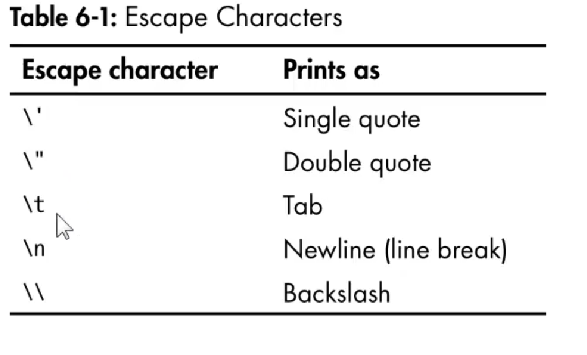 Table 6-1: Escape Characters
Escape character Prints as
\' Single quote
\" Double quote
\t Tab
\n Newline (line break)
\\ Backslash